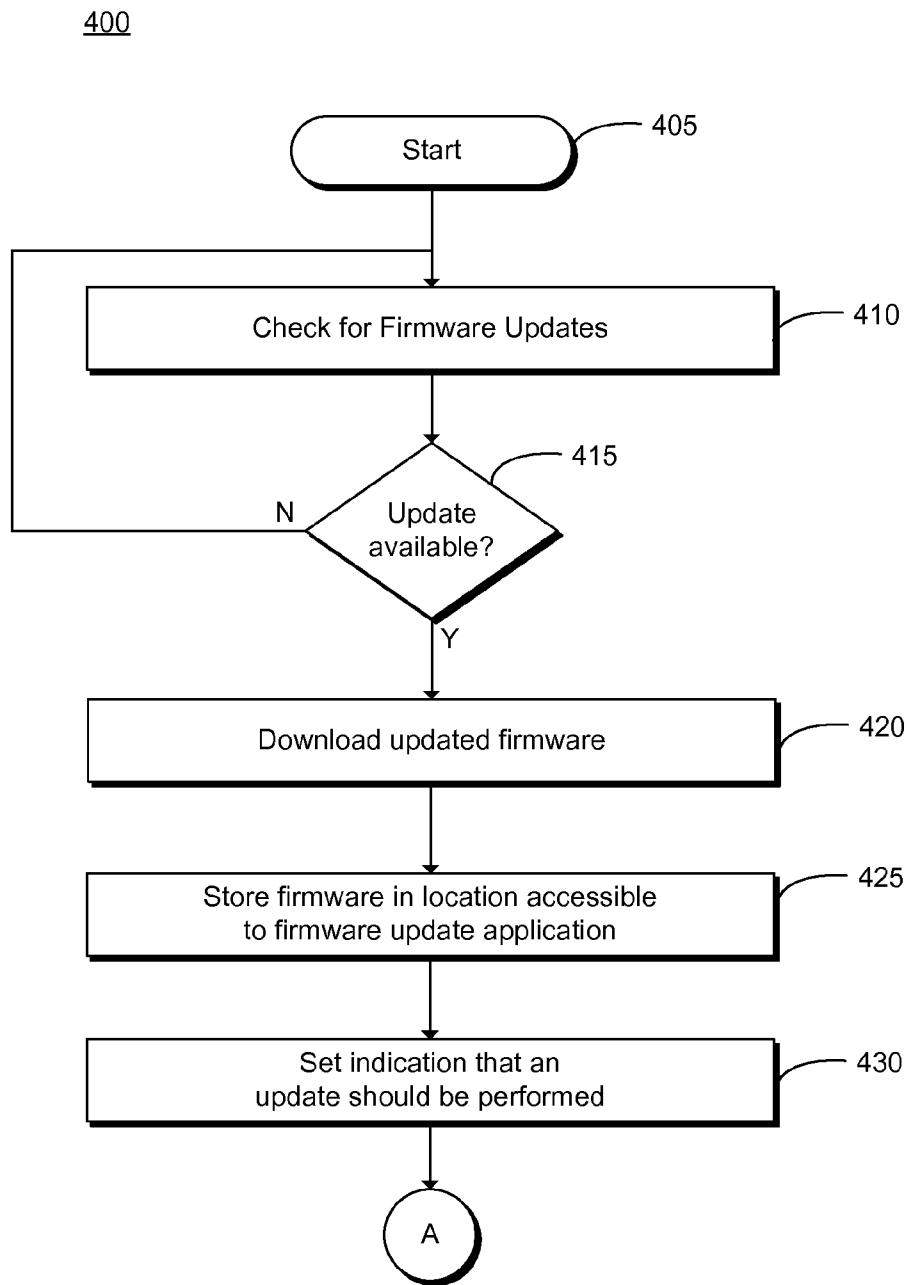 400
Start
405
Check for Firmware Updates
410
Update
available?
415
N
Y
Download updated firmware
420
Store firmware in location accessible
to firmware update application
425
Set indication that an
update should be performed
430
A